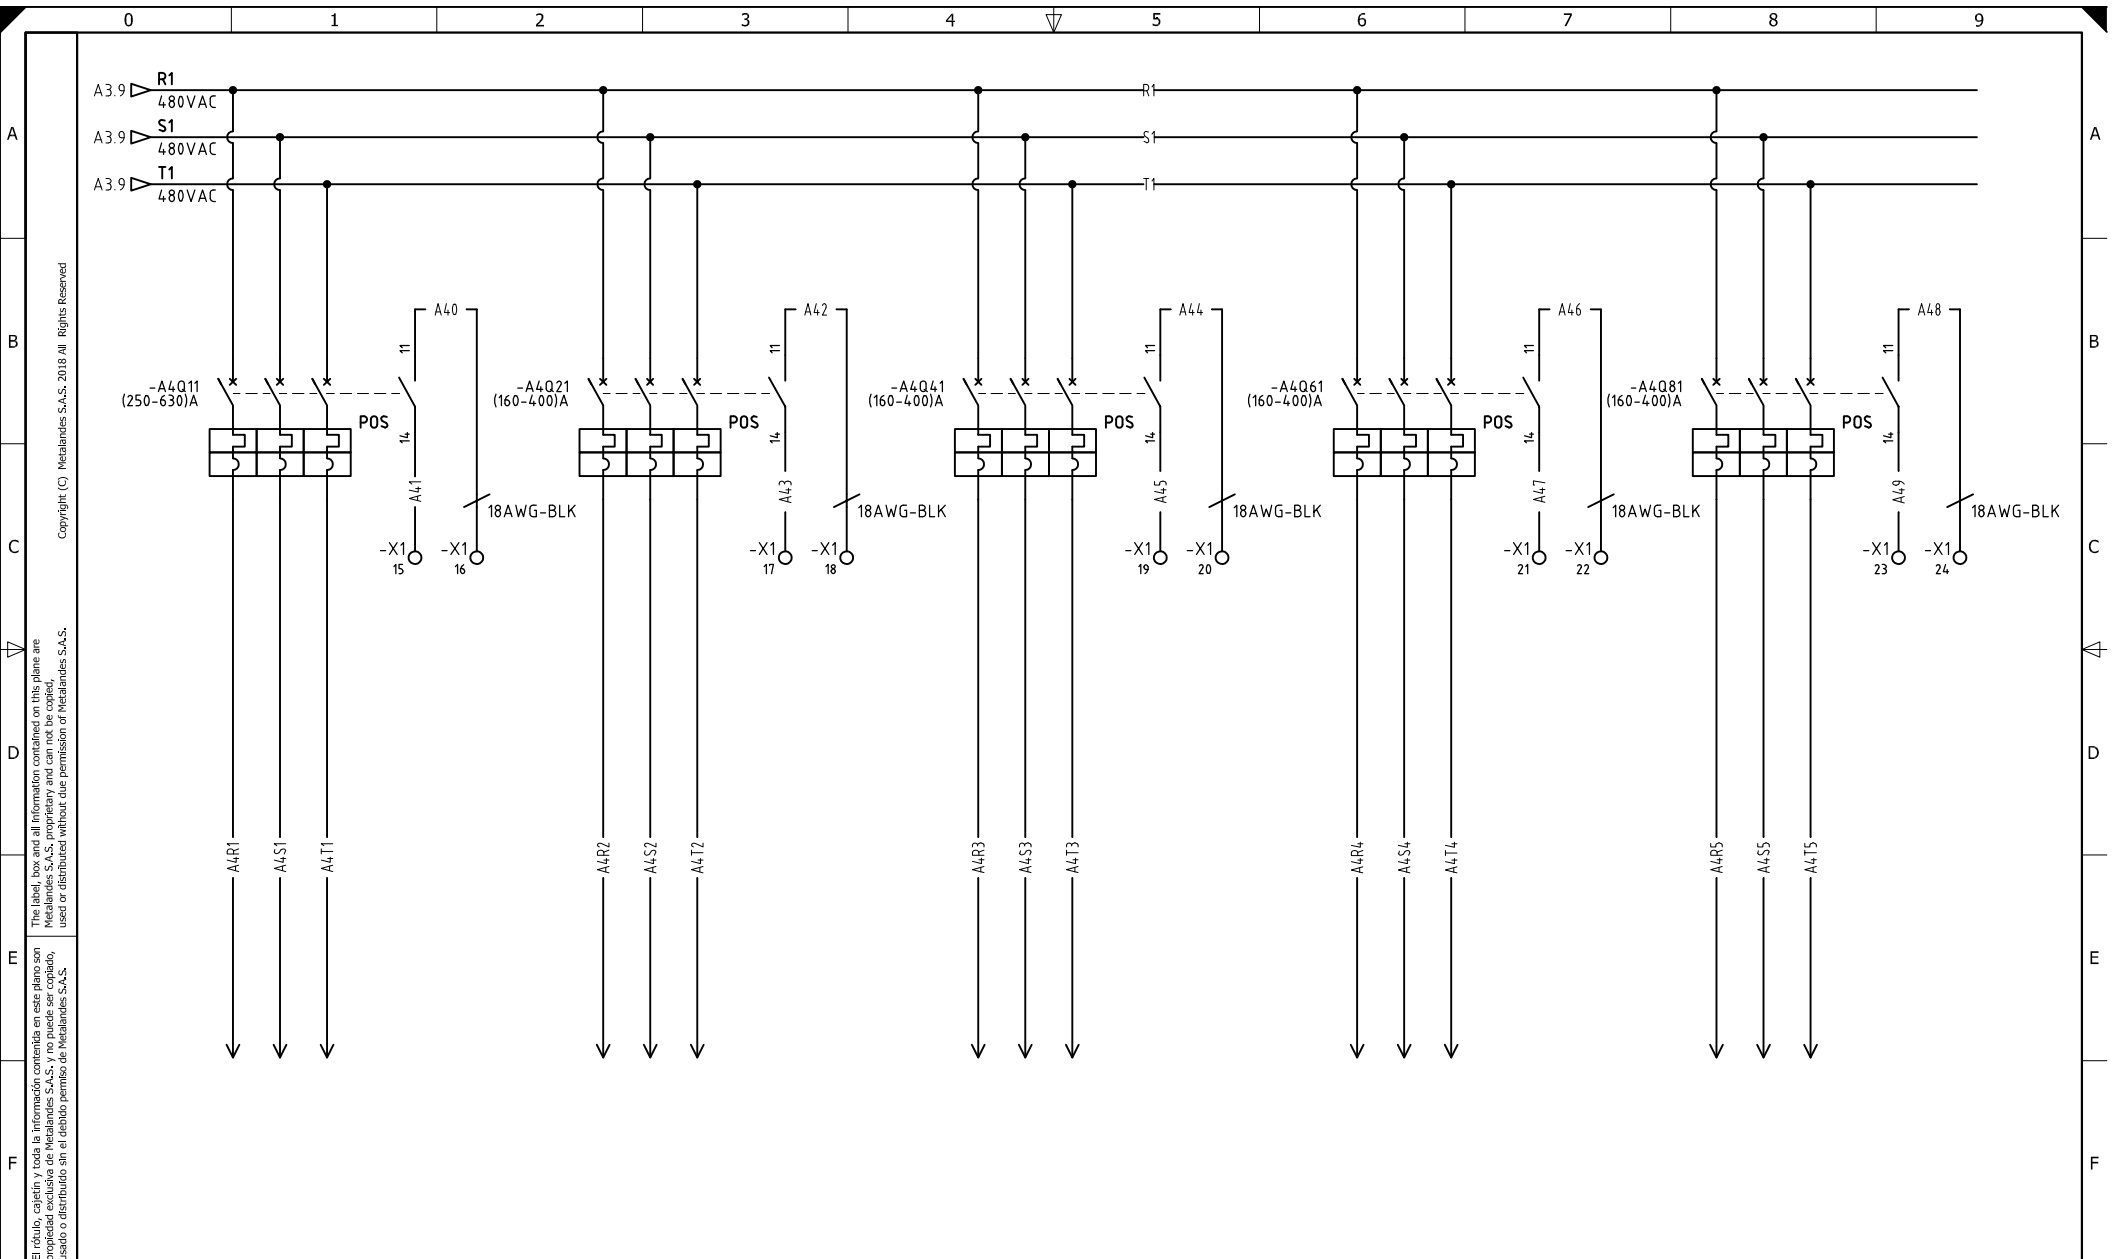 0 1 2 3 4 5 6 7 8 9
A3.9 R1
480VAC
R1
A A3.9 S1 A
480VAC
S1
A3.9 T1
480VAC
T1
A40 A42 A44 A46 A48
B 11 11 11 11 11 B
-A4Q11 -A4Q21 -A4Q41 -A4Q61 -A4Q81
(250-630)A (160-400)A (160-400)A (160-400)A (160-400)A
POS POS POS POS POS
14 14 14 14 14
A41 A43 A45 A47 A49
18AWG-BLK 18AWG-BLK 18AWG-BLK 18AWG-BLK 18AWG-BLK
C -X1 -X1 -X1 -X1 -X1 -X1 -X1 -X1 -X1 -X1 C
15 16 17 18 19 20 21 22 23 24
D D
A4R1 A4S1 A4T1 A4R2 A4S2 A4T2 A4R3 A4S3 A4T3 A4R4 A4S4 A4T4 A4R5 A4S5 A4T5
E E
F F
Copyright (C) Metalandes S.A.S. 2018 All Rights Reserved
The label, box and all information contained on this plane are
Metalandes S.A.S. proprietary and can not be copied,
used or distributed without due permission of Metalandes S.A.S.
El rótulo, cajetín y toda la información contenida en este plano son
propiedad exclusiva de Metalandes S.A.S. y no puede ser copiado,
usado o distribuido sin el debido permiso de Metalandes S.A.S.